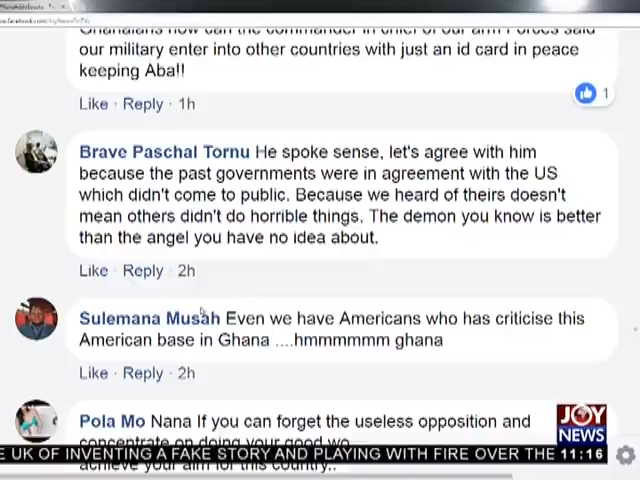 Ghanaians how can the commander in chief of our arm Forces said
our military enter into other countries with just an id card in peace
keeping Aba!!
Like · Reply · 1h
1
Brave Paschal Tornu He spoke sense, let's agree with him
because the past governments were in agreement with the US
which didn't come to public. Because we heard of theirs doesn't
mean others didn't do horrible things. The demon you know is better
than the angel you have no idea about.
Like · Reply · 2h
Sulemana Musah Even we have Americans who has criticise this
American base in Ghana ....hmmmmmm ghana
Like · Reply · 2h
Pola Mo Nana If you can forget the useless opposition and
concentrate on doing your good wo
achieve your aim for this country..
JOY
NEWS
E UK OF INVENTING A FAKE STORY AND PLAYING WITH FIRE OVER THE 11:16